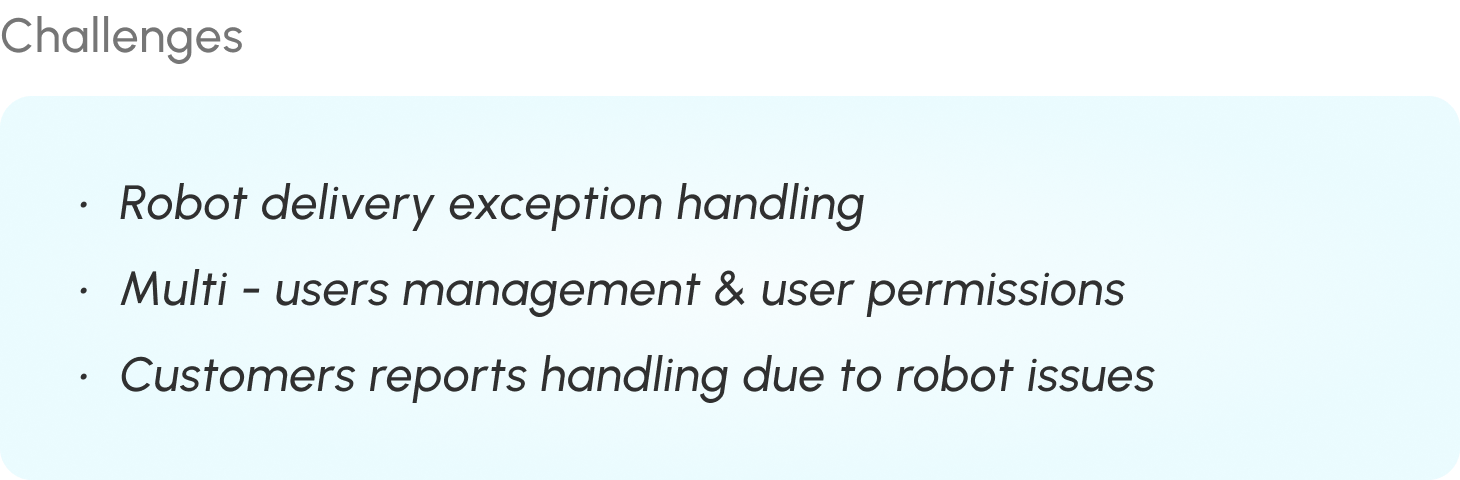 Challenges
· Robot delivery exception handling
· Multi - users management & user permissions
· Customers reports handling due to robot issues